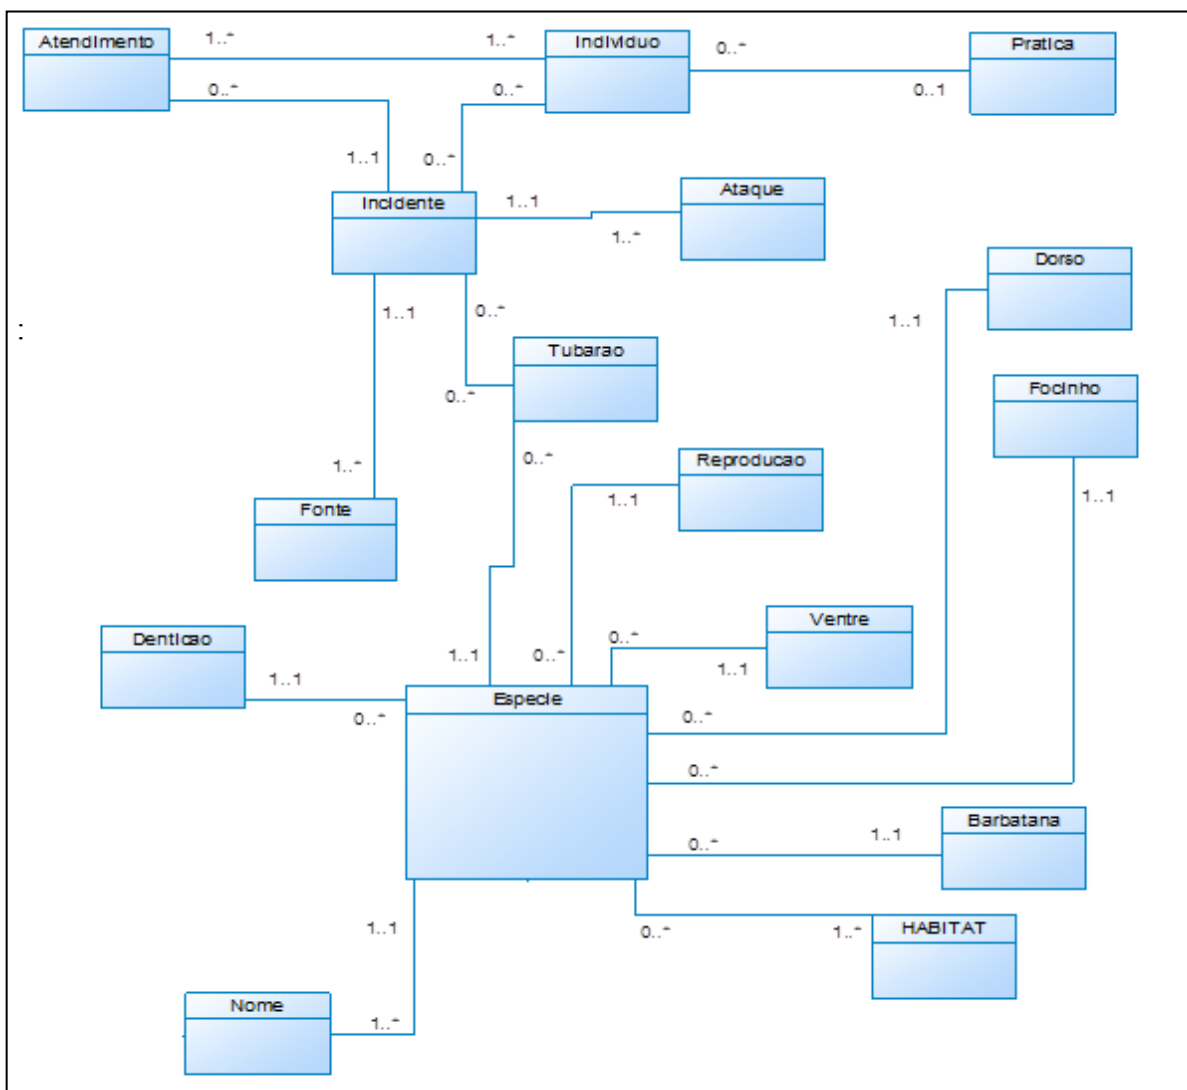 Atendimento 1..* 1..* Individuo 0..* Pratica
0..* 0..* 0..1
1..1 0..*
Incidente 1..1 Ataque
1..*
1..1 0..* 1..1 Dorso
:
Tubarao
0..* Focinho
0..* Reproducao
1..* 1..1 1..1
Fonte
Denticao 0..* Ventre
1..1 0..* 1..1
1..1 Especie
0..* 0..*
0..*
0..* 1..1 Barbatana
1..1 0..* 1..* HABITAT
Nome 1..*